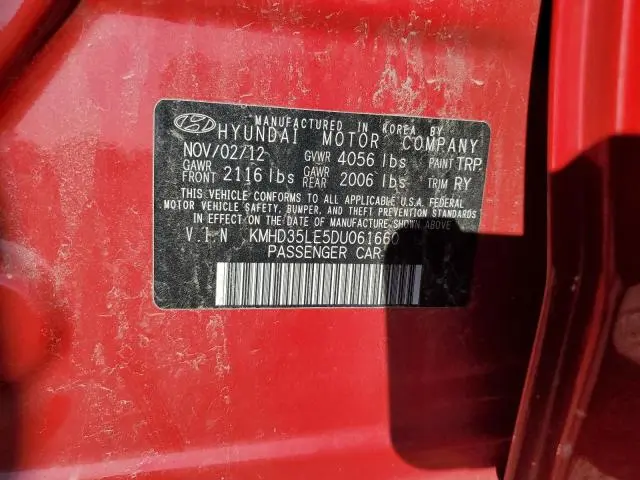 MANUFACTURED IN KOREA BY
HYUNDAI MOTOR COMPANY
NOV/02/12 GVWR 4056 lbs PAINT TRP
GAWR FRONT 2116 lbs GAWR REAR 2006 lbs TRIM RY
THIS VEHICLE CONFORMS TO ALL APPLICABLE U.S.A. FEDERAL
MOTOR VEHICLE SAFETY, BUMPER, AND THEFT PREVENTION STANDARDS
IN EFFECT ON THE DATE OF MANUFACTURE SHOWN ABOVE
V.I.N KMHD35LE5DU061660
PASSENGER CAR